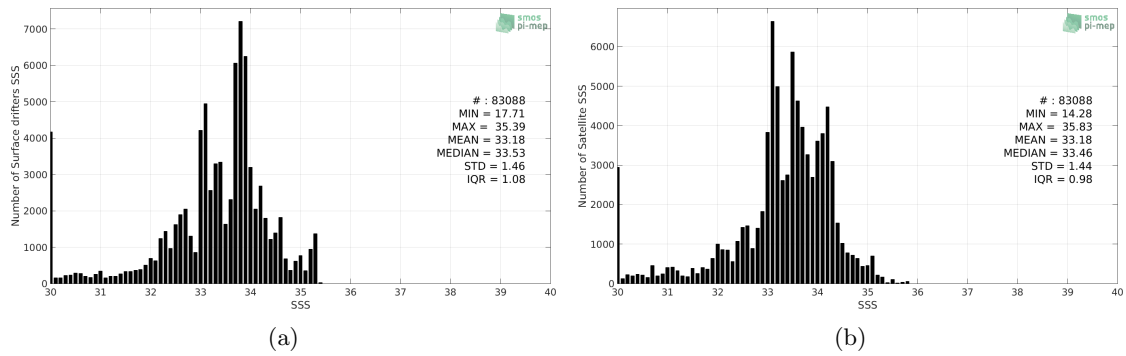 smos
pi-mep
7000
6000
5000
4000
3000
2000
1000
0
Number of Surface drifters SSS
# : 83088
MIN = 17.71
MAX = 35.39
MEAN = 33.18
MEDIAN = 33.53
STD = 1.46
IQR = 1.08
30 31 32 33 34 35 36 37 38 39 40
SSS
(a)
smos
pi-mep
6000
5000
4000
3000
2000
1000
0
Number of Satellite SSS
# : 83088
MIN = 14.28
MAX = 35.83
MEAN = 33.18
MEDIAN = 33.46
STD = 1.44
IQR = 0.98
30 31 32 33 34 35 36 37 38 39 40
SSS
(b)